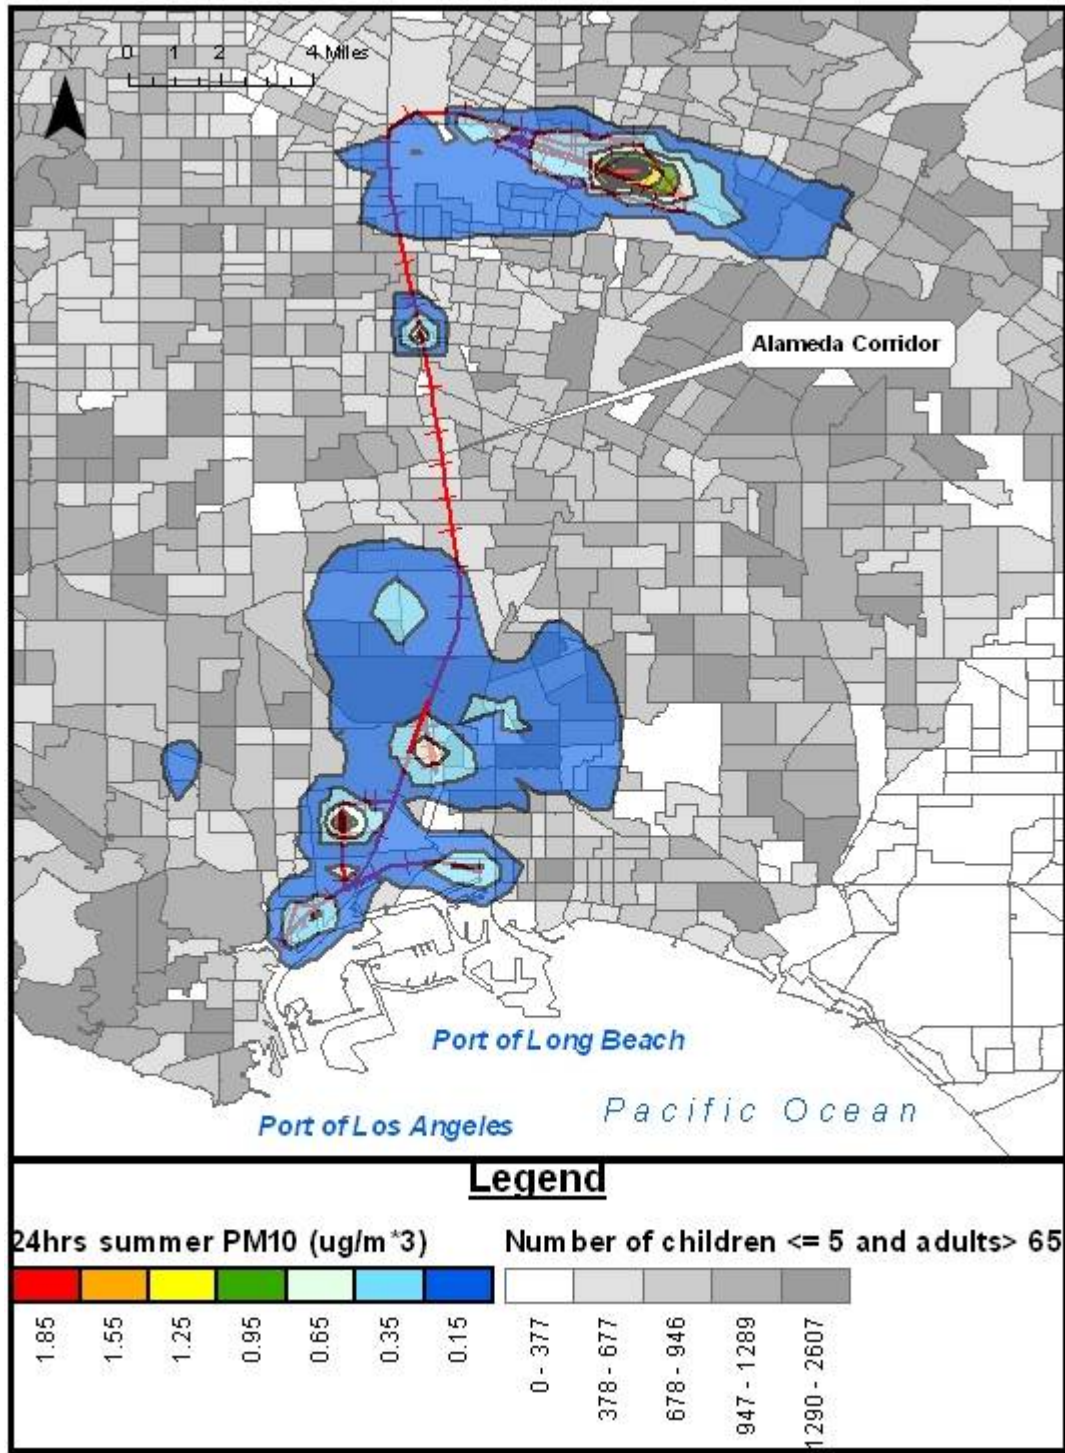 N
0 1 2 4 Miles
Alameda Corridor
Port of Long Beach
Pacific Ocean
Port of Los Angeles
Legend
24hrs summer PM10 (ug/m*3)
1.85
1.55
1.25
0.95
0.65
0.35
0.15
Number of children <= 5 and adults> 65
0 - 377
378 - 677
678 - 946
947 - 1289
1290 - 2607